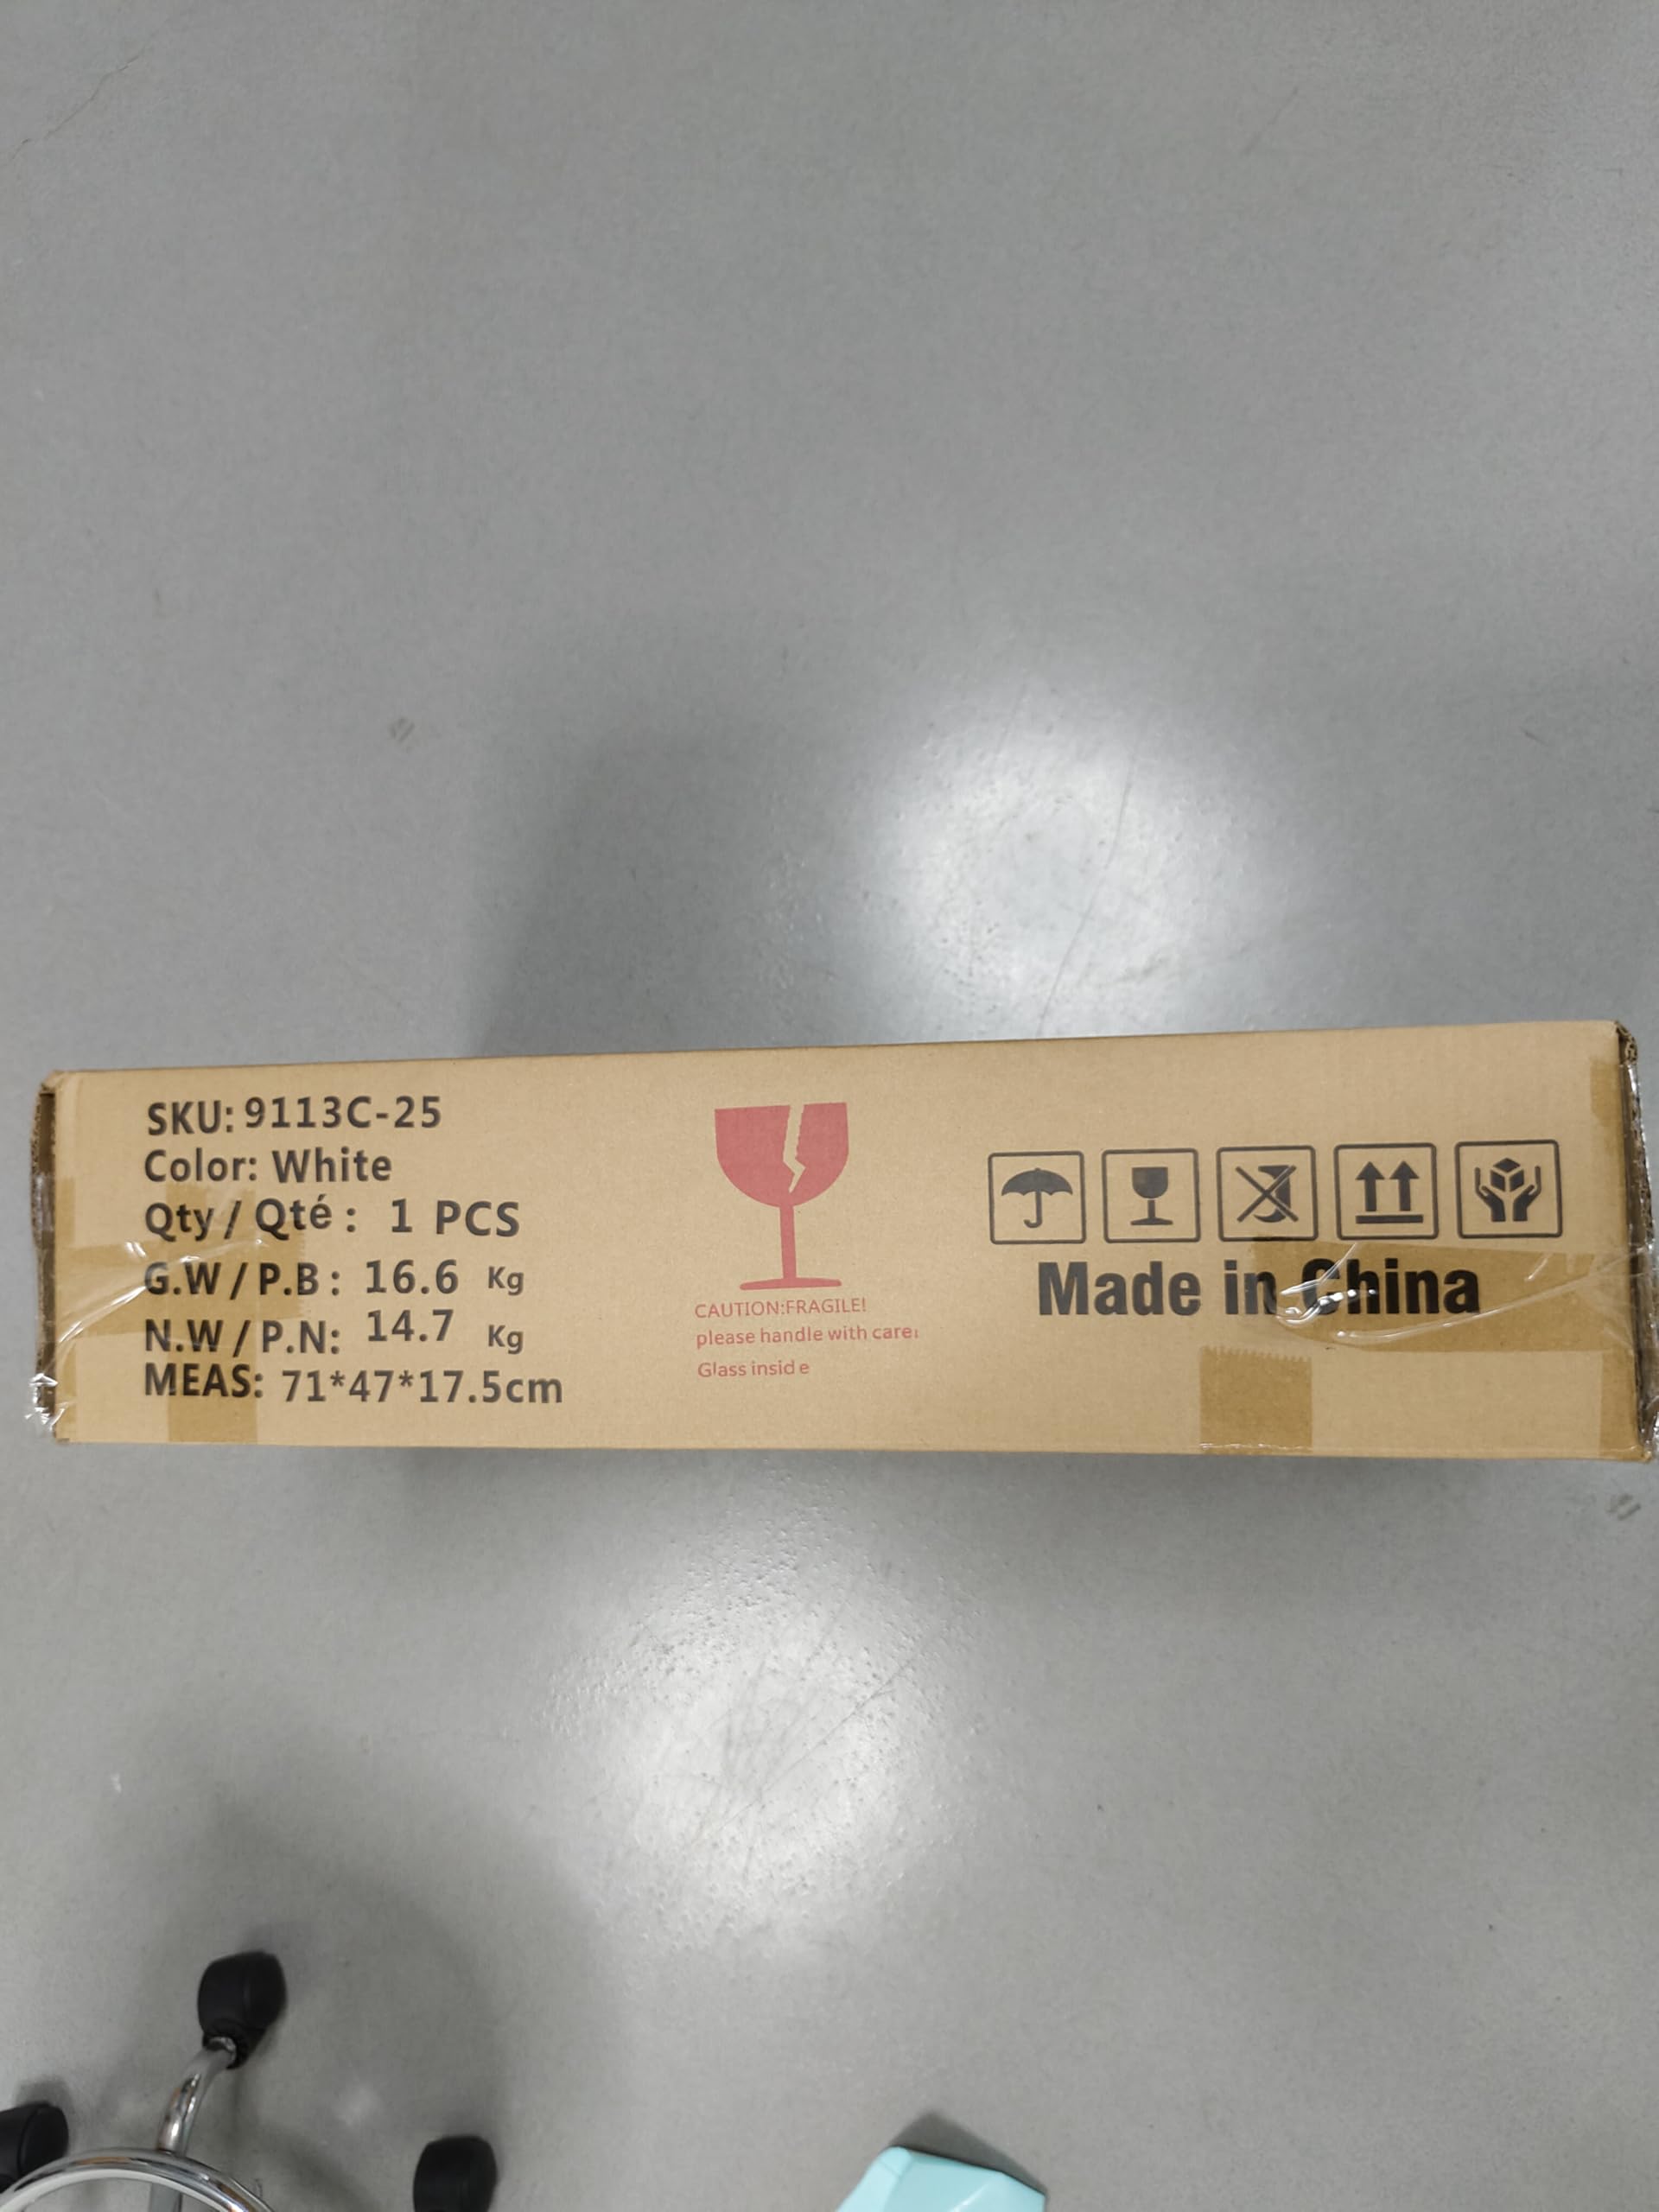 SKU: 9113C-25
Color: White
Qty / Qté : 1 PCS
G.W / P.B : 16.6 Kg
N.W / P.N: 14.7 Kg
MEAS: 71*47*17.5cm
CAUTION:FRAGILE!
please handle with care!
Glass inside
Made in China